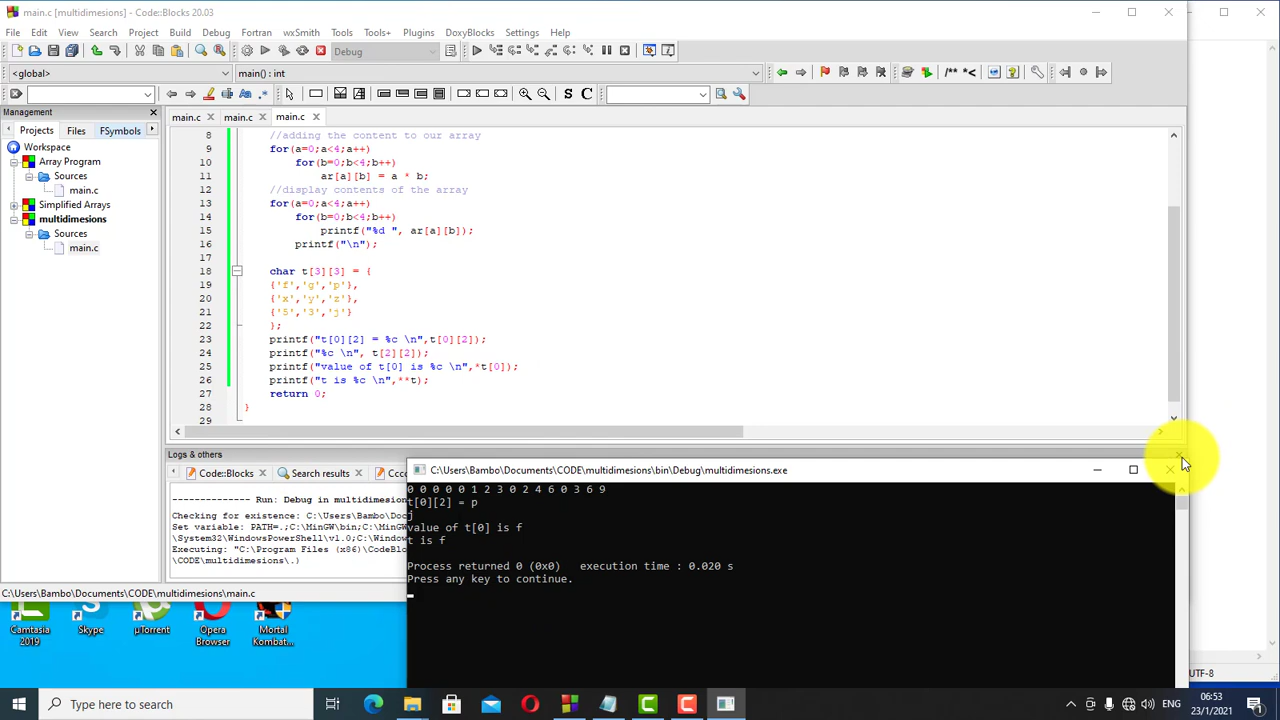 main.c [multidimesions] - Code::Blocks 20.03
File Edit View Search Project Build Debug Fortran wxSmith Tools Tools+ Plugins DoxyBlocks Settings Help
Debug
<global> main() : int
/** *<
S C
Management
Projects Files FSymbols
Workspace
Array Program
Sources
main.c
Simplified Arrays
multidimesions
Sources
main.c
main.c main.c main.c
8 //adding the content to our array
9 for(a=0;a<4;a++)
10 for(b=0;b<4;b++)
11 ar[a][b] = a * b;
12 //display contents of the array
13 for(a=0;a<4;a++)
14 for(b=0;b<4;b++)
15 printf("%d ", ar[a][b]);
16 printf("\n");
17
18 char t[3][3] = {
19 {'f','g','p'},
20 {'x','y','z'},
21 {'5','3','j'}
22 };
23 printf("t[0][2] = %c \n",t[0][2]);
24 printf("%c \n", t[2][2]);
25 printf("value of t[0] is %c \n",*t[0]);
26 printf("t is %c \n",**t);
27 return 0;
28 }
29
Logs & others
Code::Blocks Search results Cccc
-------------- Run: Debug in multidimesion
Checking for existence: C:\Users\Bambo\Docume
Set variable: PATH=.;C:\MinGW\bin;C:\MinGW
\System32\WindowsPowerShell\v1.0;C:\MinGW
Executing: "C:\Program Files (x86)\CodeBlo
\CODE\multidimesions\.)
C:\Users\Bambo\Documents\CODE\multidimesions\main.c
C:\Users\Bambo\Documents\CODE\multidimesions\bin\Debug\multidimesions.exe
0 0 0 0 0 1 2 3 0 2 4 6 0 3 6 9
t[0][2] = p
j
value of t[0] is f
t is f
Process returned 0 (0x0) execution time : 0.020 s
Press any key to continue.
UTF-8
Camtasia 2019
Skype
µTorrent
Opera Browser
Mortal Kombat...
Type here to search
ENG
06:53
23/1/2021
1